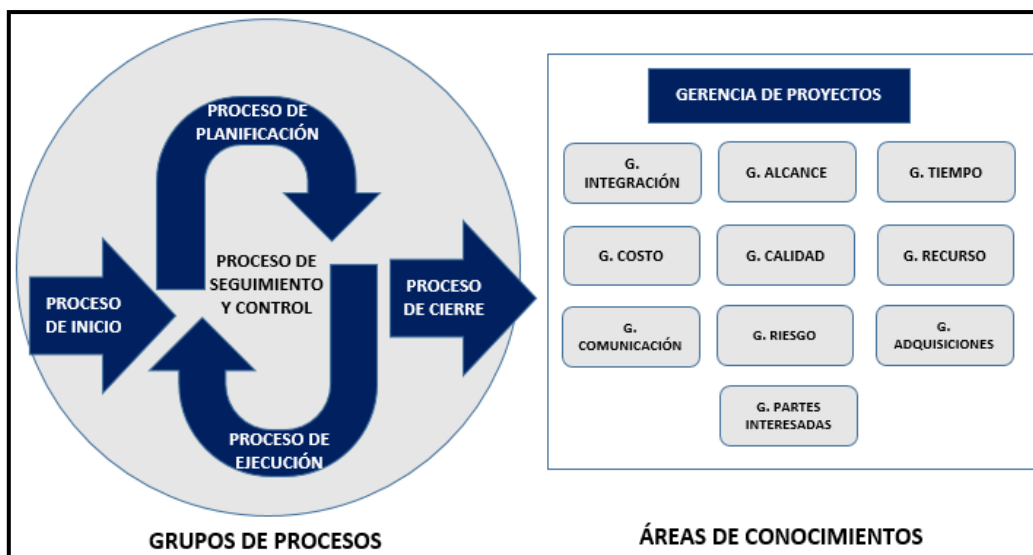 PROCESO DE
PLANIFICACIÓN
PROCESO DE
SEGUIMIENTO
Y CONTROL
PROCESO
DE INICIO
PROCESO
DE CIERRE
PROCESO DE
EJECUCIÓN
GRUPOS DE PROCESOS
GERENCIA DE PROYECTOS
G.
INTEGRACIÓN
G. ALCANCE
G. TIEMPO
G. COSTO
G. CALIDAD
G. RECURSO
G.
COMUNICACIÓN
G. RIESGO
G.
ADQUISICIONES
G. PARTES
INTERESADAS
ÁREAS DE CONOCIMIENTOS